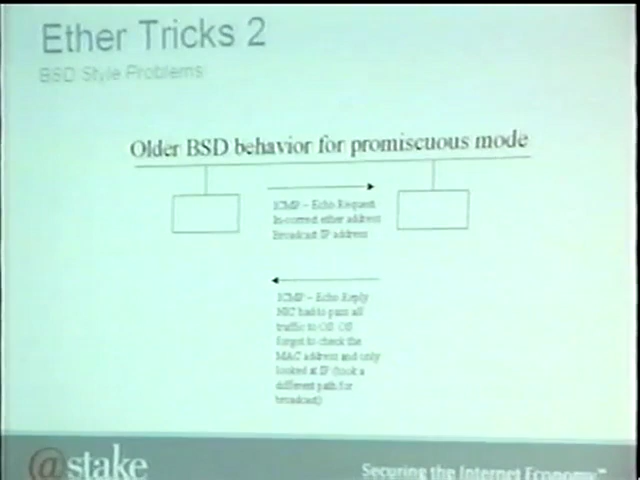 Ether Tricks 2
BSD Style Problems
Older BSD behavior for promiscuous mode
ICMP – Echo Request
In-correct ether address
Broadcast IP address
ICMP – Echo Reply
NIC had to pass all
traffic to OS. OS
forgot to check the
MAC address and only
looked at IP (took a
different path for
broadcast)
@stake
Securing the Internet Economy™